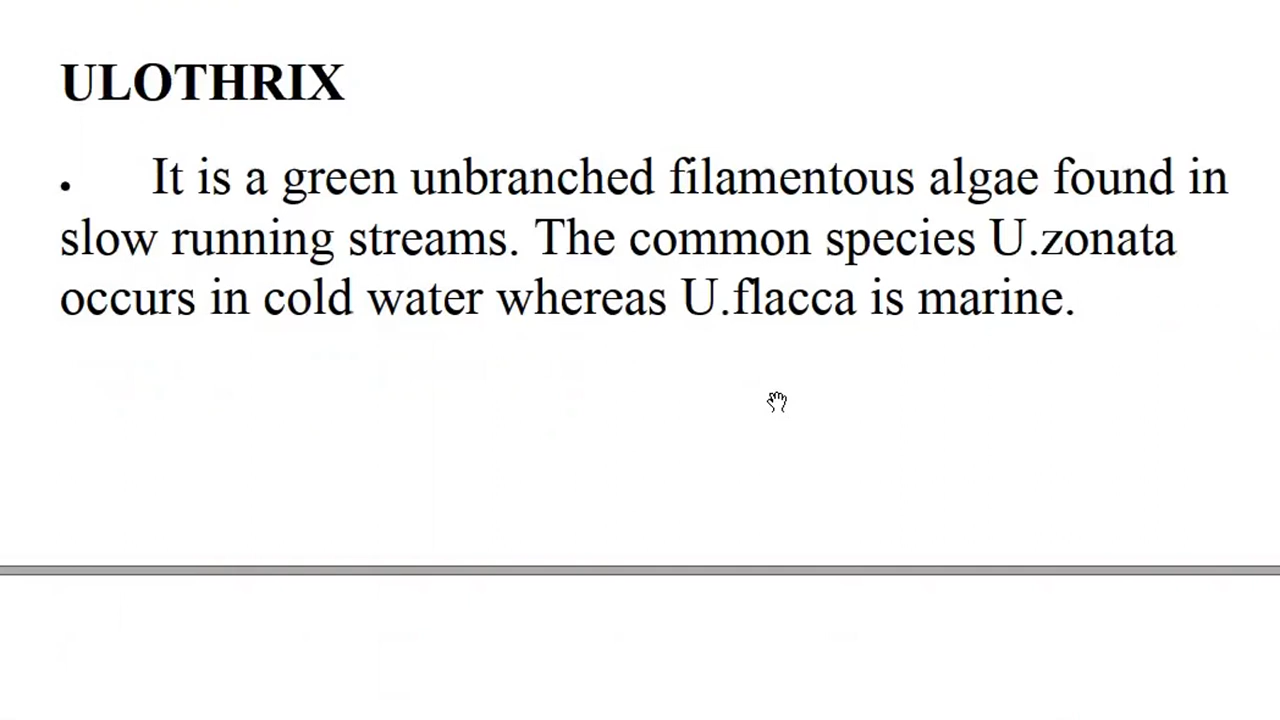 ULOTHRIX
• It is a green unbranched filamentous algae found in
slow running streams. The common species U.zonata
occurs in cold water whereas U.flacca is marine.